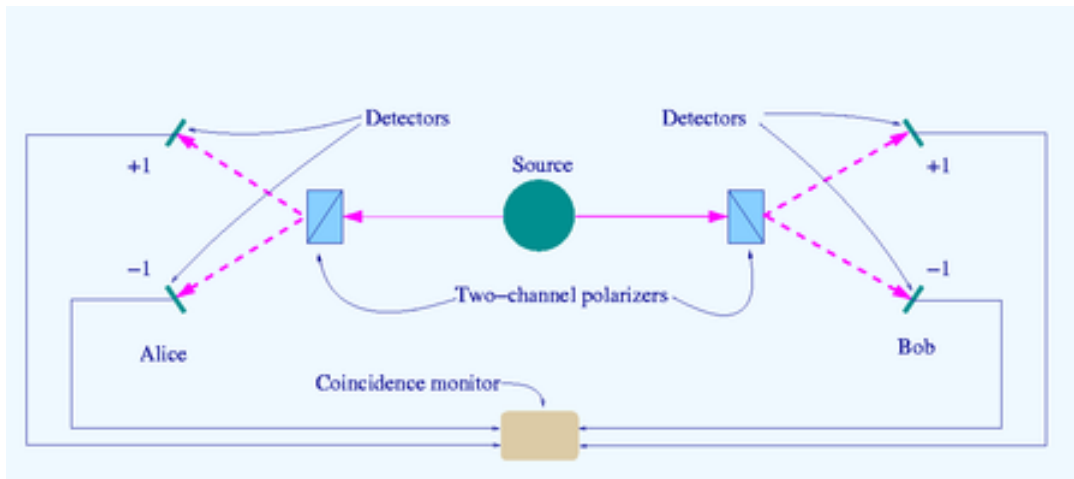 Detectors
Detectors
+1
Source
+1
−1
−1
Two−channel polarizers
Alice
Bob
Coincidence monitor